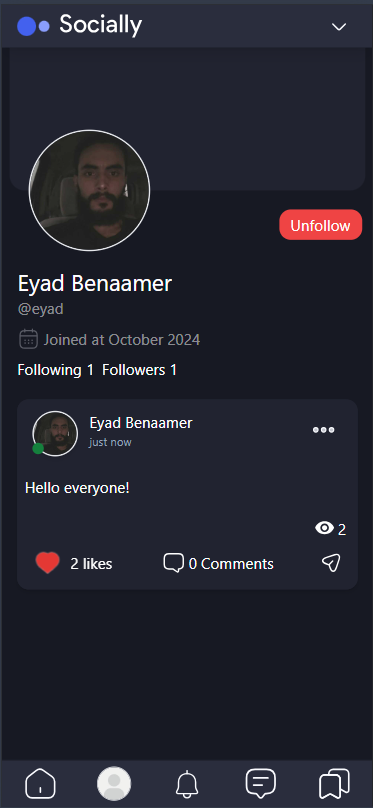 Socially
Unfollow
Eyad Benaamer
@eyad
Joined at October 2024
Following 1 Followers 1
Eyad Benaamer
just now
Hello everyone!
2
2 likes 0 Comments